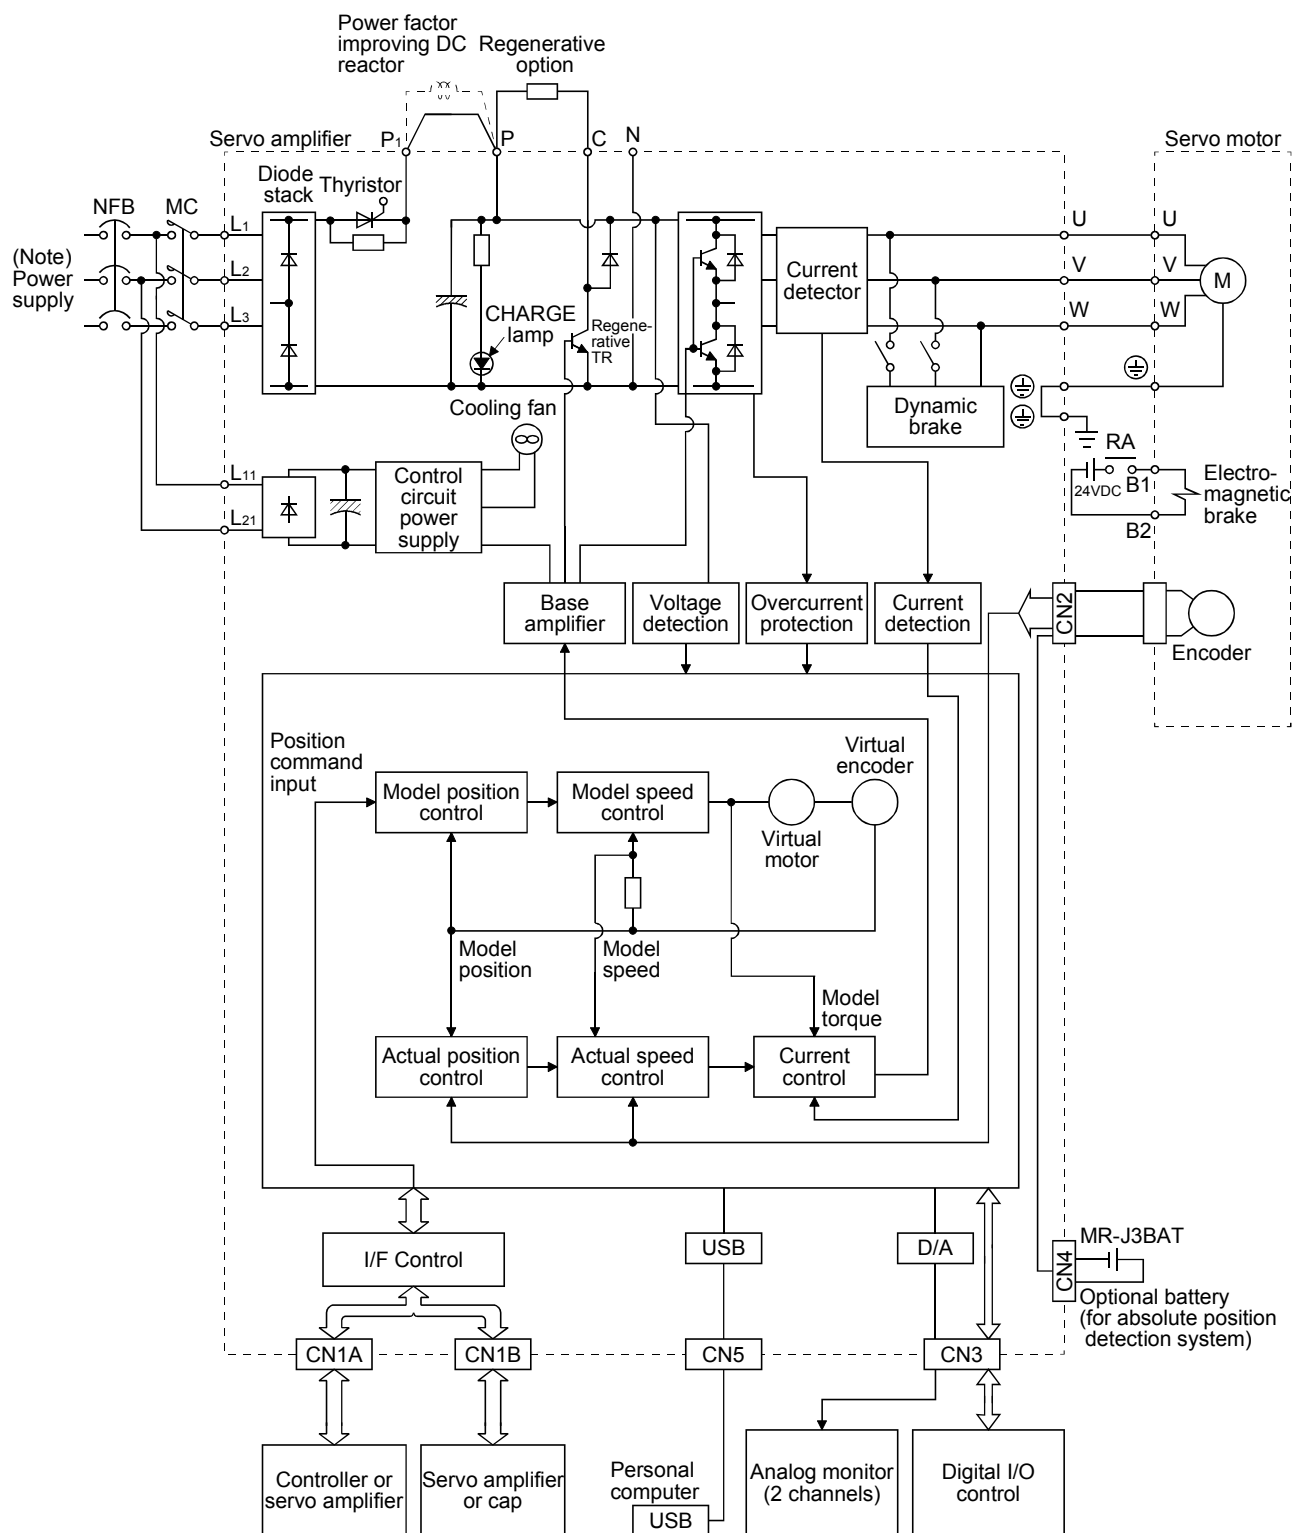 Power factor
improving DC
reactor
Regenerative
option
Servo amplifier
P1
P
C
N
Servo motor
Diode
stack
Thyristor
NFB
MC
L1
L2
L3
(Note)
Power
supply
CHARGE
lamp
Regene-
rative
TR
Current
detector
U
V
W
U
V
W
M
Dynamic
brake
Cooling fan
RA
24VDC
B1
B2
Electro-
magnetic
brake
L11
L21
Control
circuit
power
supply
Base
amplifier
Voltage
detection
Overcurrent
protection
Current
detection
CN2
Encoder
Position
command
input
Model position
control
Model speed
control
Virtual
motor
Virtual
encoder
Model
position
Model
speed
Model
torque
Actual position
control
Actual speed
control
Current
control
I/F Control
USB
D/A
CN4
MR-J3BAT
Optional battery
(for absolute position
detection system)
CN1A
CN1B
CN5
CN3
Controller or
servo amplifier
Servo amplifier
or cap
Personal
computer
USB
Analog monitor
(2 channels)
Digital I/O
control